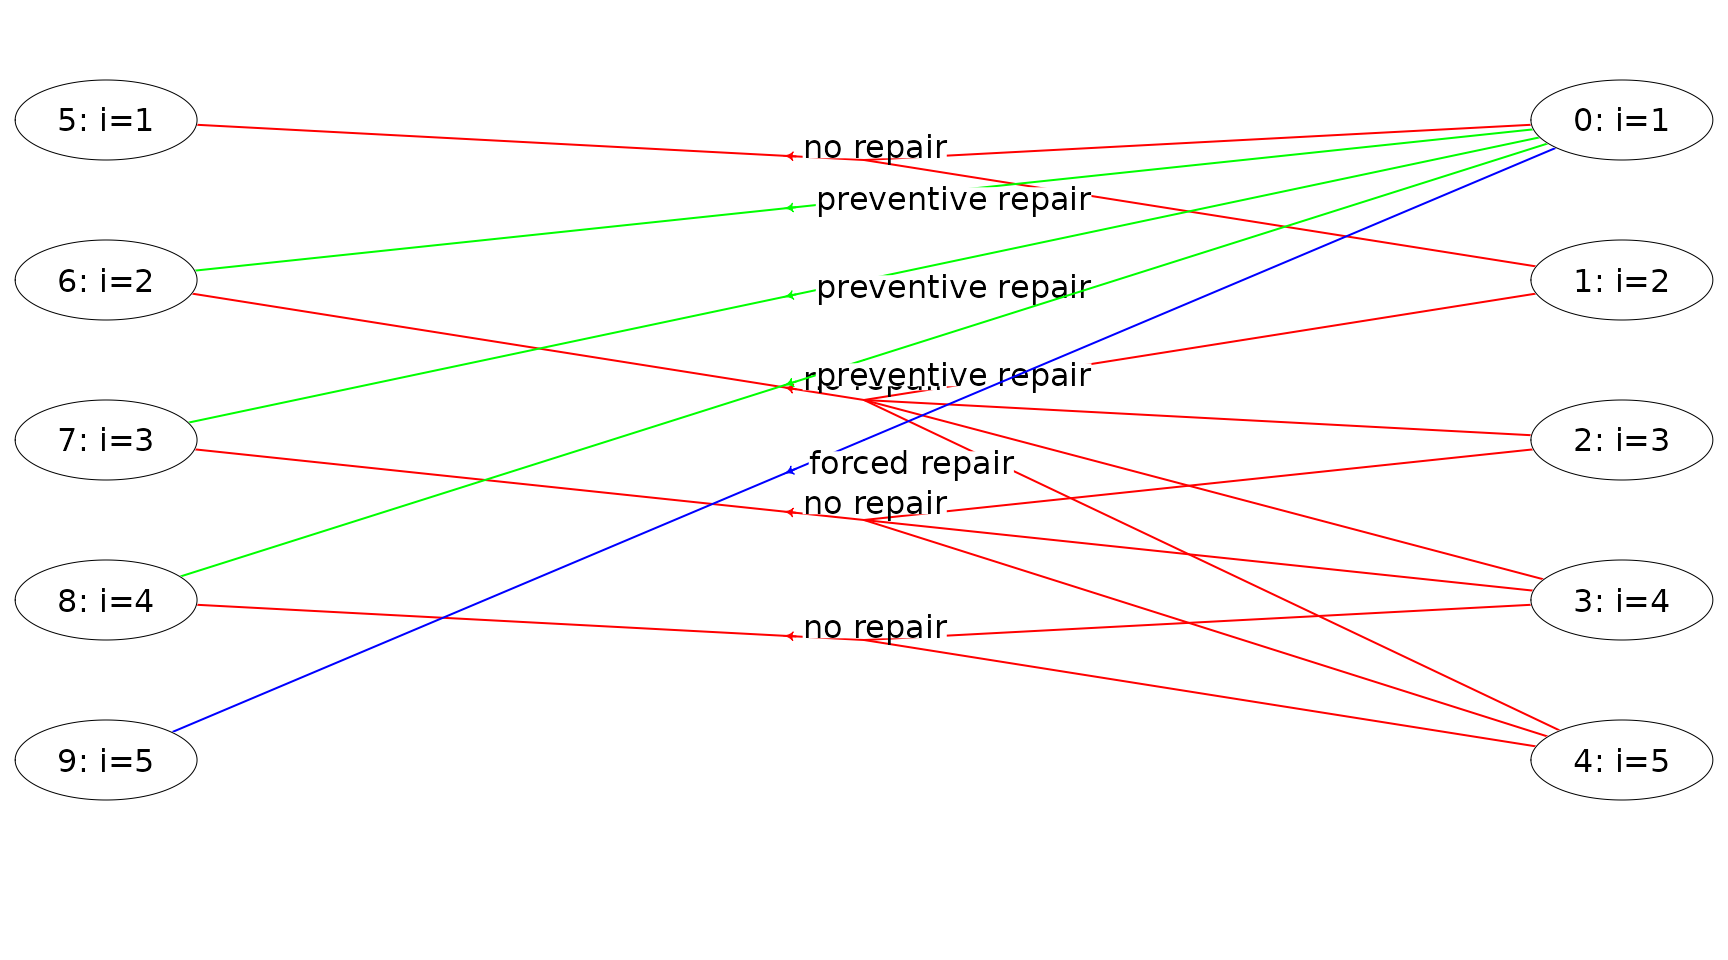 5: i=1
no repair
0: i=1
preventive repair
6: i=2
preventive repair
1: i=2
preventive repair
7: i=3
forced repair
2: i=3
no repair
8: i=4
no repair
3: i=4
9: i=5
4: i=5